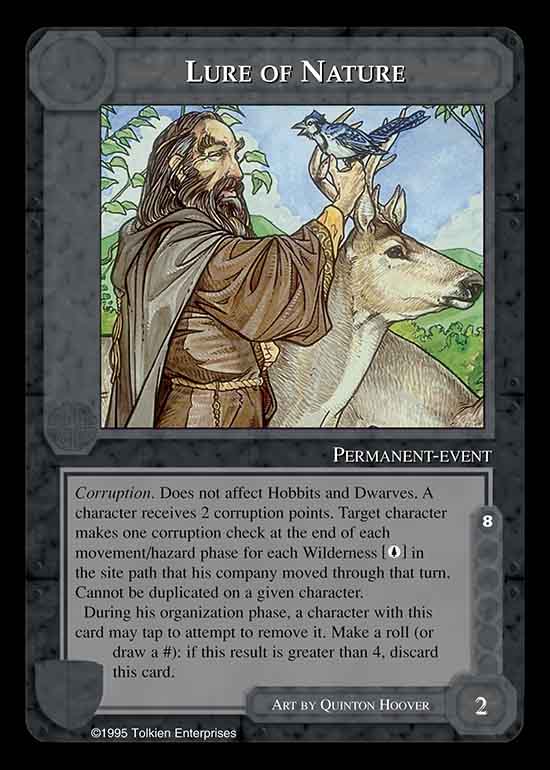 LURE OF NATURE
PERMANENT-EVENT
Corruption. Does not affect Hobbits and Dwarves. A
character receives 2 corruption points. Target character
makes one corruption check at the end of each
movement/hazard phase for each Wilderness [ ] in
the site path that his company moved through that turn.
Cannot be duplicated on a given character.
During his organization phase, a character with this
card may tap to attempt to remove it. Make a roll (or
draw a #): if this result is greater than 4, discard
this card.
8
ART BY QUINTON HOOVER
2
©1995 Tolkien Enterprises